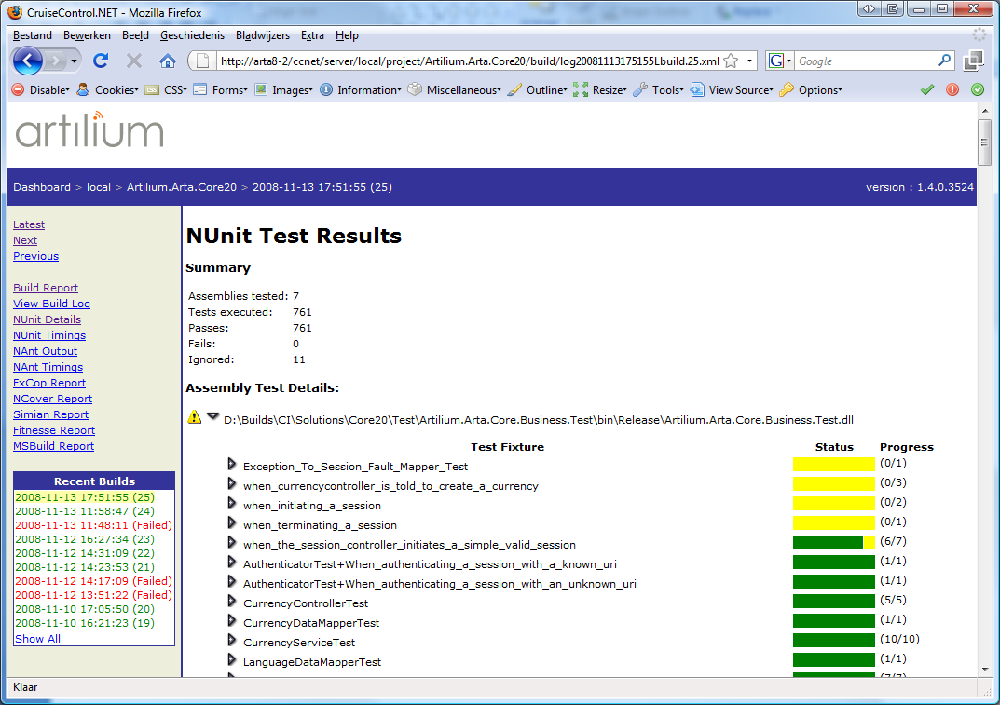 CruiseControl.NET - Mozilla Firefox
Bestand Bewerken Beeld Geschiedenis Bladwijzers Extra Help
http://arta8-2/ccnet/server/local/project/Artilium.Arta.Core20/build/log20081113175155Lbuild.25.xml
G Google
Disable Cookies CSS Forms Images Information Miscellaneous Outline Resize Tools View Source Options
artilium
Dashboard > local > Artilium.Arta.Core20 > 2008-11-13 17:51:55 (25)
version : 1.4.0.3524
Latest
Next
Previous
Build Report
View Build Log
NUnit Details
NUnit Timings
NAnt Output
NAnt Timings
FxCop Report
NCover Report
Simian Report
Fitnesse Report
MSBuild Report
Recent Builds
2008-11-13 17:51:55 (25)
2008-11-13 11:58:47 (24)
2008-11-13 11:48:11 (Failed)
2008-11-12 16:27:34 (23)
2008-11-12 14:31:09 (22)
2008-11-12 14:23:53 (21)
2008-11-12 14:17:09 (Failed)
2008-11-12 13:51:22 (Failed)
2008-11-10 17:05:50 (20)
2008-11-10 16:21:23 (19)
Show All
NUnit Test Results
Summary
Assemblies tested: 7
Tests executed: 761
Passes: 761
Fails: 0
Ignored: 11
Assembly Test Details:
D:\Builds\CI\Solutions\Core20\Test\Artilium.Arta.Core.Business.Test\bin\Release\Artilium.Arta.Core.Business.Test.dll
Test Fixture Status Progress
Exception_To_Session_Fault_Mapper_Test (0/1)
when_currencycontroller_is_told_to_create_a_currency (0/3)
when_initiating_a_session (0/2)
when_terminating_a_session (0/1)
when_the_session_controller_initiates_a_simple_valid_session (6/7)
AuthenticatorTest+When_authenticating_a_session_with_a_known_uri (1/1)
AuthenticatorTest+When_authenticating_a_session_with_an_unknown_uri (1/1)
CurrencyControllerTest (5/5)
CurrencyDataMapperTest (1/1)
CurrencyServiceTest (10/10)
LanguageDataMapperTest (1/1)
Klaar